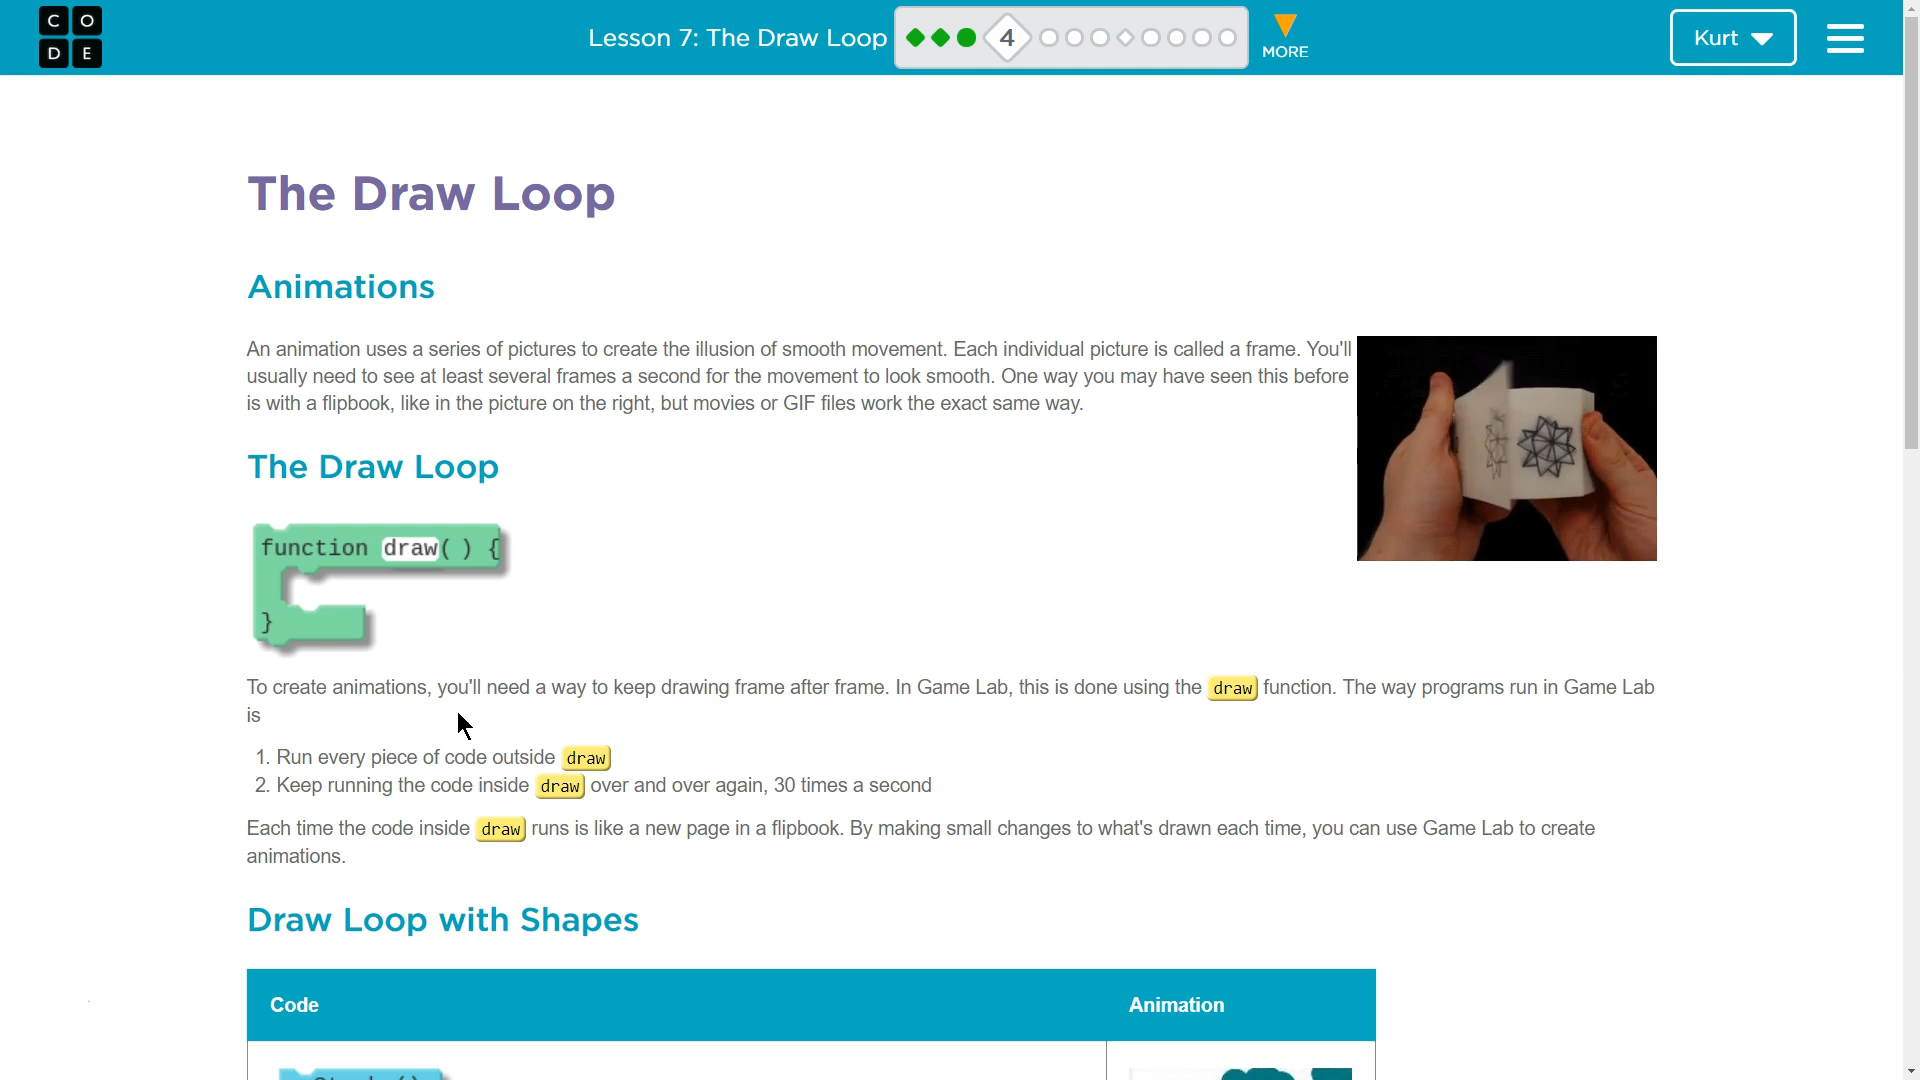 CODE
Lesson 7: The Draw Loop
4
MORE
Kurt
The Draw Loop
Animations
An animation uses a series of pictures to create the illusion of smooth movement. Each individual picture is called a frame. You'll
usually need to see at least several frames a second for the movement to look smooth. One way you may have seen this before
is with a flipbook, like in the picture on the right, but movies or GIF files work the exact same way.
The Draw Loop
function draw( ) {
}
To create animations, you'll need a way to keep drawing frame after frame. In Game Lab, this is done using the draw function. The way programs run in Game Lab
is
1. Run every piece of code outside draw
2. Keep running the code inside draw over and over again, 30 times a second
Each time the code inside draw runs is like a new page in a flipbook. By making small changes to what's drawn each time, you can use Game Lab to create
animations.
Draw Loop with Shapes
Code
Animation